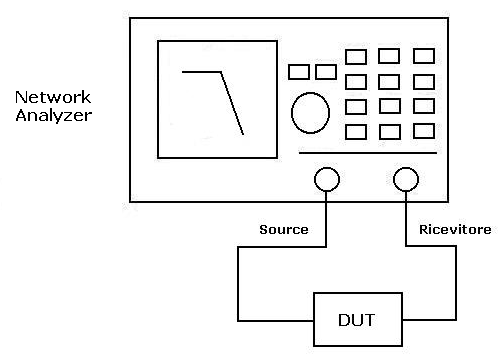 Network
Analyzer
Source
Ricevitore
DUT